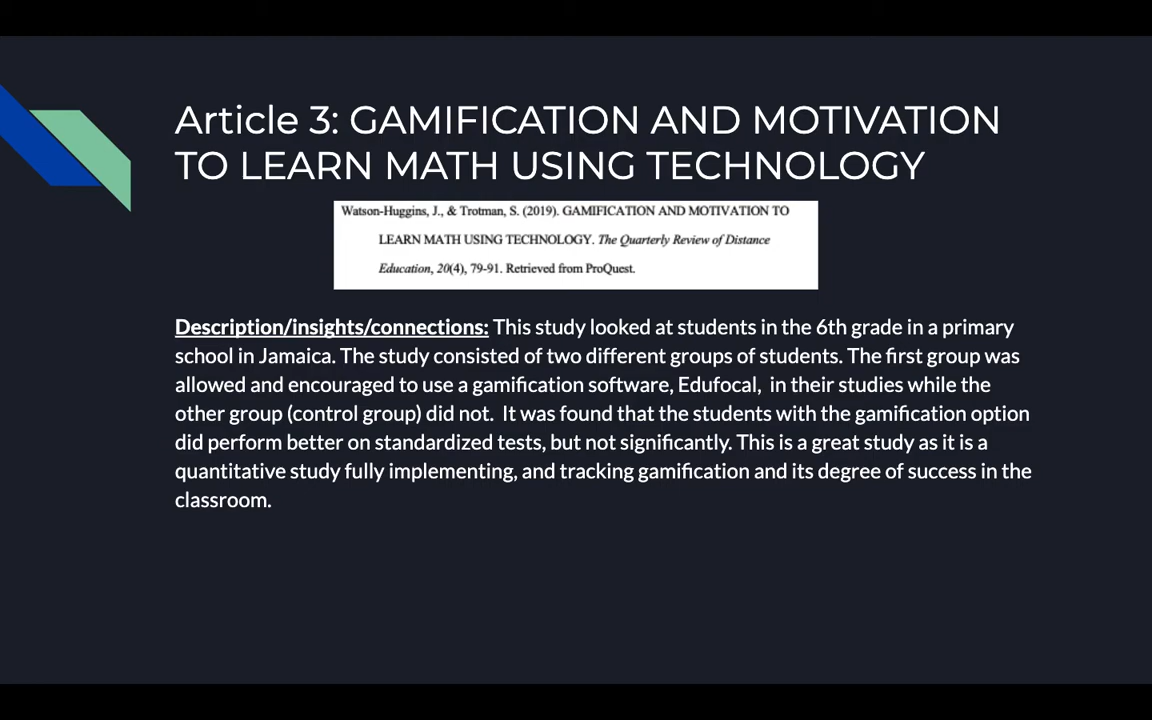 Article 3: GAMIFICATION AND MOTIVATION
TO LEARN MATH USING TECHNOLOGY
Watson-Huggins, J., & Trotman, S. (2019). GAMIFICATION AND MOTIVATION TO
LEARN MATH USING TECHNOLOGY. The Quarterly Review of Distance
Education, 20(4), 79-91. Retrieved from ProQuest.
Description/insights/connections: This study looked at students in the 6th grade in a primary
school in Jamaica. The study consisted of two different groups of students. The first group was
allowed and encouraged to use a gamification software, Edufocal,  in their studies while the
other group (control group) did not.  It was found that the students with the gamification option
did perform better on standardized tests, but not significantly. This is a great study as it is a
quantitative study fully implementing, and tracking gamification and its degree of success in the
classroom.